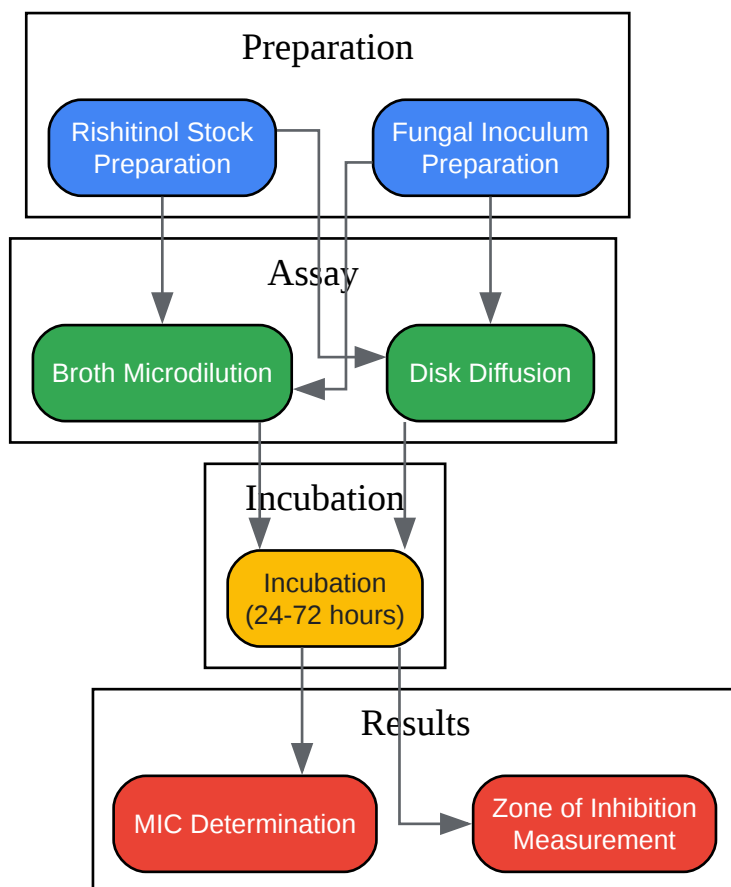 Preparation
Rishitinol Stock
Preparation
Fungal Inoculum
Preparation
Assay
Broth Microdilution
Disk Diffusion
Incubation
Incubation
(24-72 hours)
Results
MIC Determination
Zone of Inhibition
Measurement